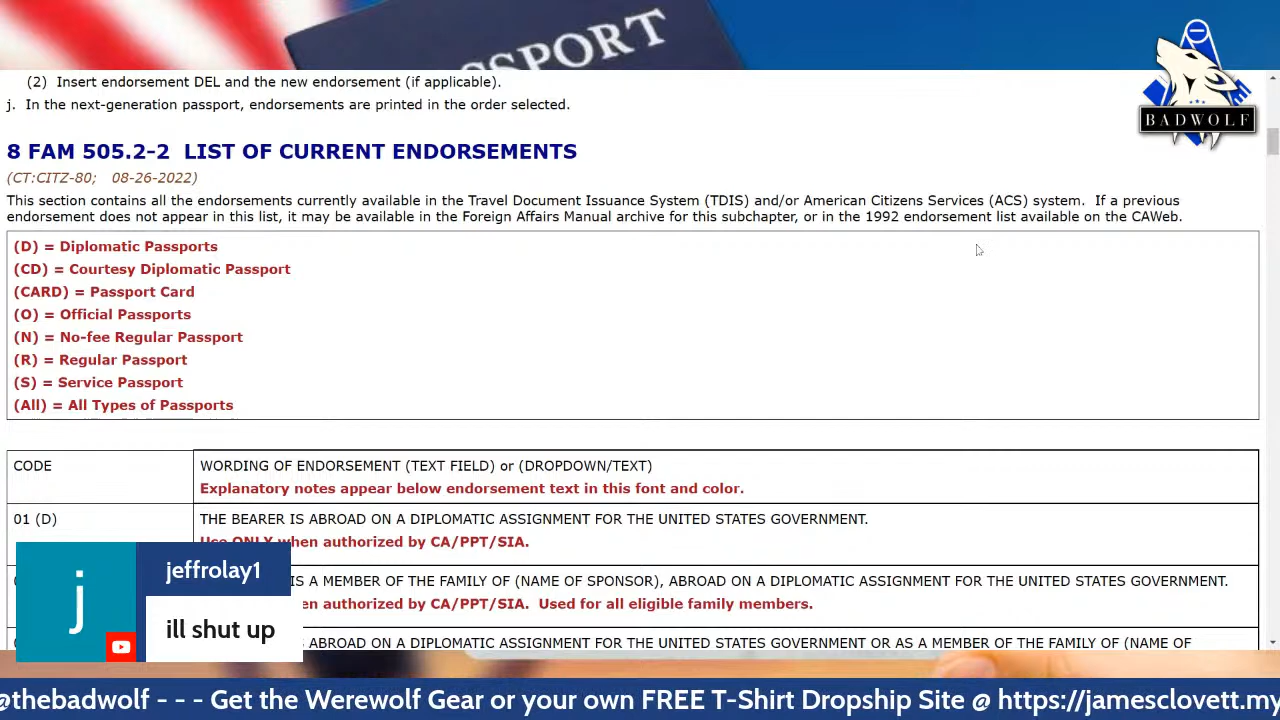 PASSPORT
(2) Insert endorsement DEL and the new endorsement (if applicable).
j. In the next-generation passport, endorsements are printed in the order selected.
BADWOLF
8 FAM 505.2-2 LIST OF CURRENT ENDORSEMENTS
(CT:CITZ-80; 08-26-2022)
This section contains all the endorsements currently available in the Travel Document Issuance System (TDIS) and/or American Citizens Services (ACS) system. If a previous
endorsement does not appear in this list, it may be available in the Foreign Affairs Manual archive for this subchapter, or in the 1992 endorsement list available on the CAWeb.
(D) = Diplomatic Passports
(CD) = Courtesy Diplomatic Passport
(CARD) = Passport Card
(O) = Official Passports
(N) = No-fee Regular Passport
(R) = Regular Passport
(S) = Service Passport
(All) = All Types of Passports
CODE
WORDING OF ENDORSEMENT (TEXT FIELD) or (DROPDOWN/TEXT)
Explanatory notes appear below endorsement text in this font and color.
01 (D)
THE BEARER IS ABROAD ON A DIPLOMATIC ASSIGNMENT FOR THE UNITED STATES GOVERNMENT.
Use ONLY when authorized by CA/PPT/SIA.
IS A MEMBER OF THE FAMILY OF (NAME OF SPONSOR), ABROAD ON A DIPLOMATIC ASSIGNMENT FOR THE UNITED STATES GOVERNMENT.
authorized by CA/PPT/SIA. Used for all eligible family members.
ABROAD ON A DIPLOMATIC ASSIGNMENT FOR THE UNITED STATES GOVERNMENT OR AS A MEMBER OF THE FAMILY OF (NAME OF
j
jeffrolay1
ill shut up
@thebadwolf - - - Get the Werewolf Gear or your own FREE T-Shirt Dropship Site @ https://jamesclovett.my